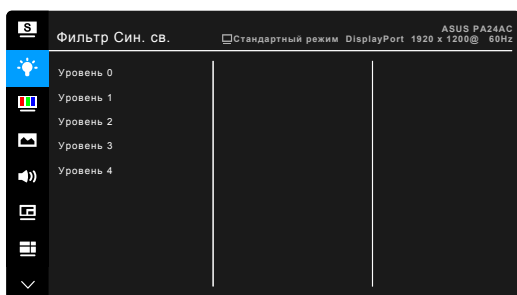 S
ASUS PA24AC
Фильтр Син. св.
Стандартный режим DisplayPort 1920 x 1200@ 60Hz
Уровень 0
Уровень 1
Уровень 2
Уровень 3
Уровень 4